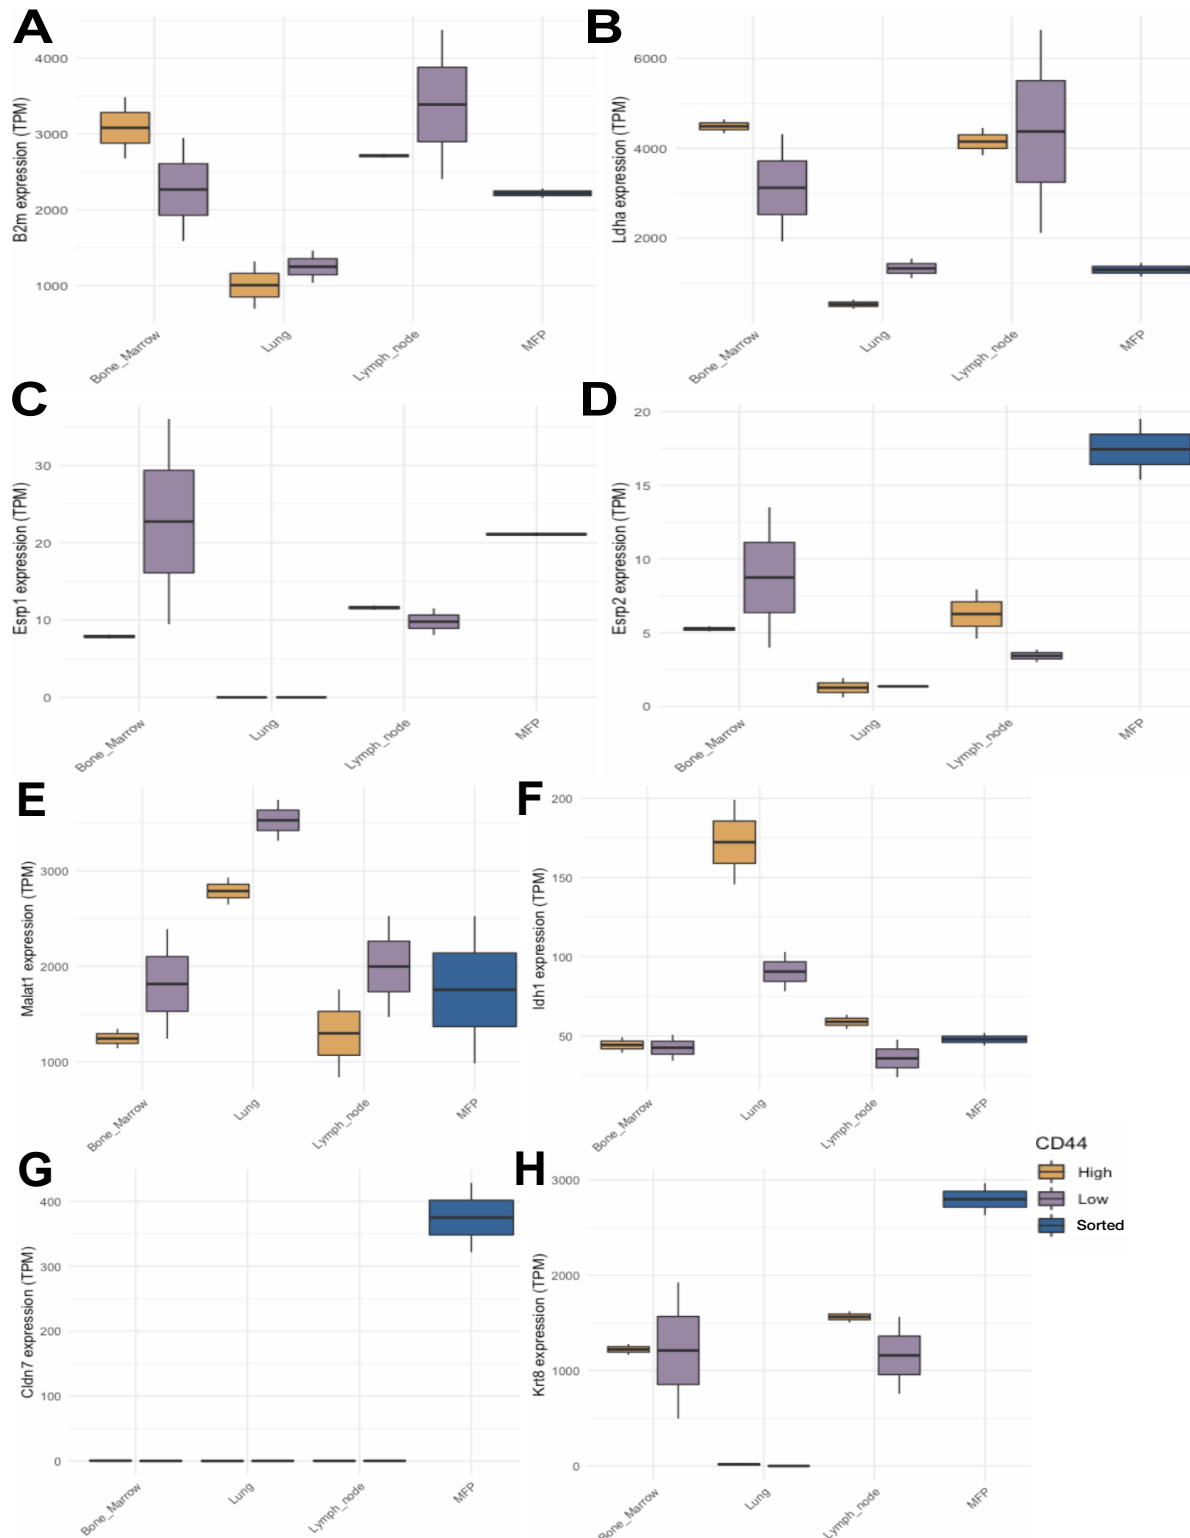 A
B2m expression (TPM)
4000
3000
2000
1000
Bone_Marrow
Lung
Lymph_node
MFP
B
Ldha expression (TPM)
6000
4000
2000
Bone_Marrow
Lung
Lymph_node
MFP
C
Esrp1 expression (TPM)
30
20
10
0
Bone_Marrow
Lung
Lymph_node
MFP
D
Esrp2 expression (TPM)
20
15
10
5
0
Bone_Marrow
Lung
Lymph_node
MFP
E
Malat1 expression (TPM)
3000
2000
1000
Bone_Marrow
Lung
Lymph_node
MFP
F
Idh1 expression (TPM)
200
150
100
50
Bone_Marrow
Lung
Lymph_node
MFP
G
Cldn7 expression (TPM)
400
300
200
100
0
Bone_Marrow
Lung
Lymph_node
MFP
H
Krt8 expression (TPM)
3000
2000
1000
0
Bone_Marrow
Lung
Lymph_node
MFP
CD44
High
Low
Sorted